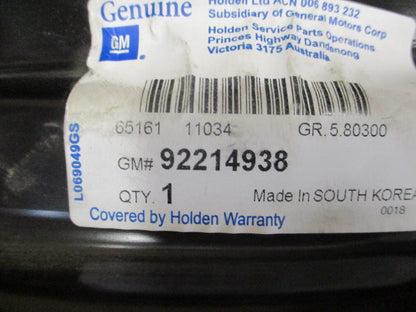 Genuine
GM
Holden Ltd ACN 006 893 232
Subsidiary of General Motors Corp
Holden Service Parts Operations
Princes Highway Dandenong
Victoria 3175 Australia
65161 11034 GR.5.80300
GM# 92214938
QTY. 1 Made In SOUTH KOREA
0018
Covered by Holden Warranty
L069049GS